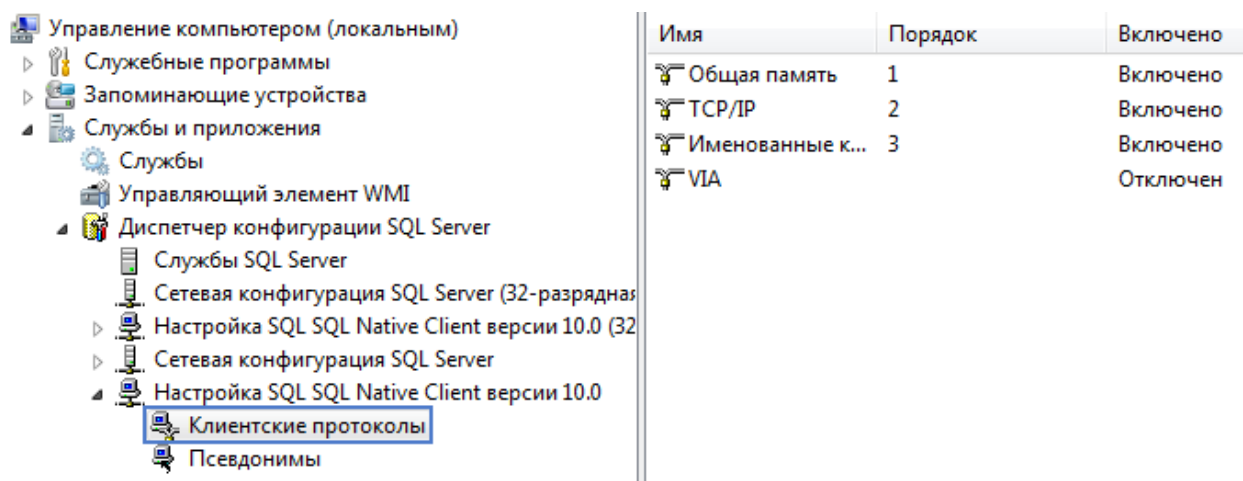 Управление компьютером (локальным)
Служебные программы
Запоминающие устройства
Службы и приложения
Службы
Управляющий элемент WMI
Диспетчер конфигурации SQL Server
Службы SQL Server
Сетевая конфигурация SQL Server (32-разрядная
Настройка SQL SQL Native Client версии 10.0 (32
Сетевая конфигурация SQL Server
Настройка SQL SQL Native Client версии 10.0
Клиентские протоколы
Псевдонимы
Имя Порядок Включено
Общая память 1 Включено
TCP/IP 2 Включено
Именованные к... 3 Включено
VIA Отключен